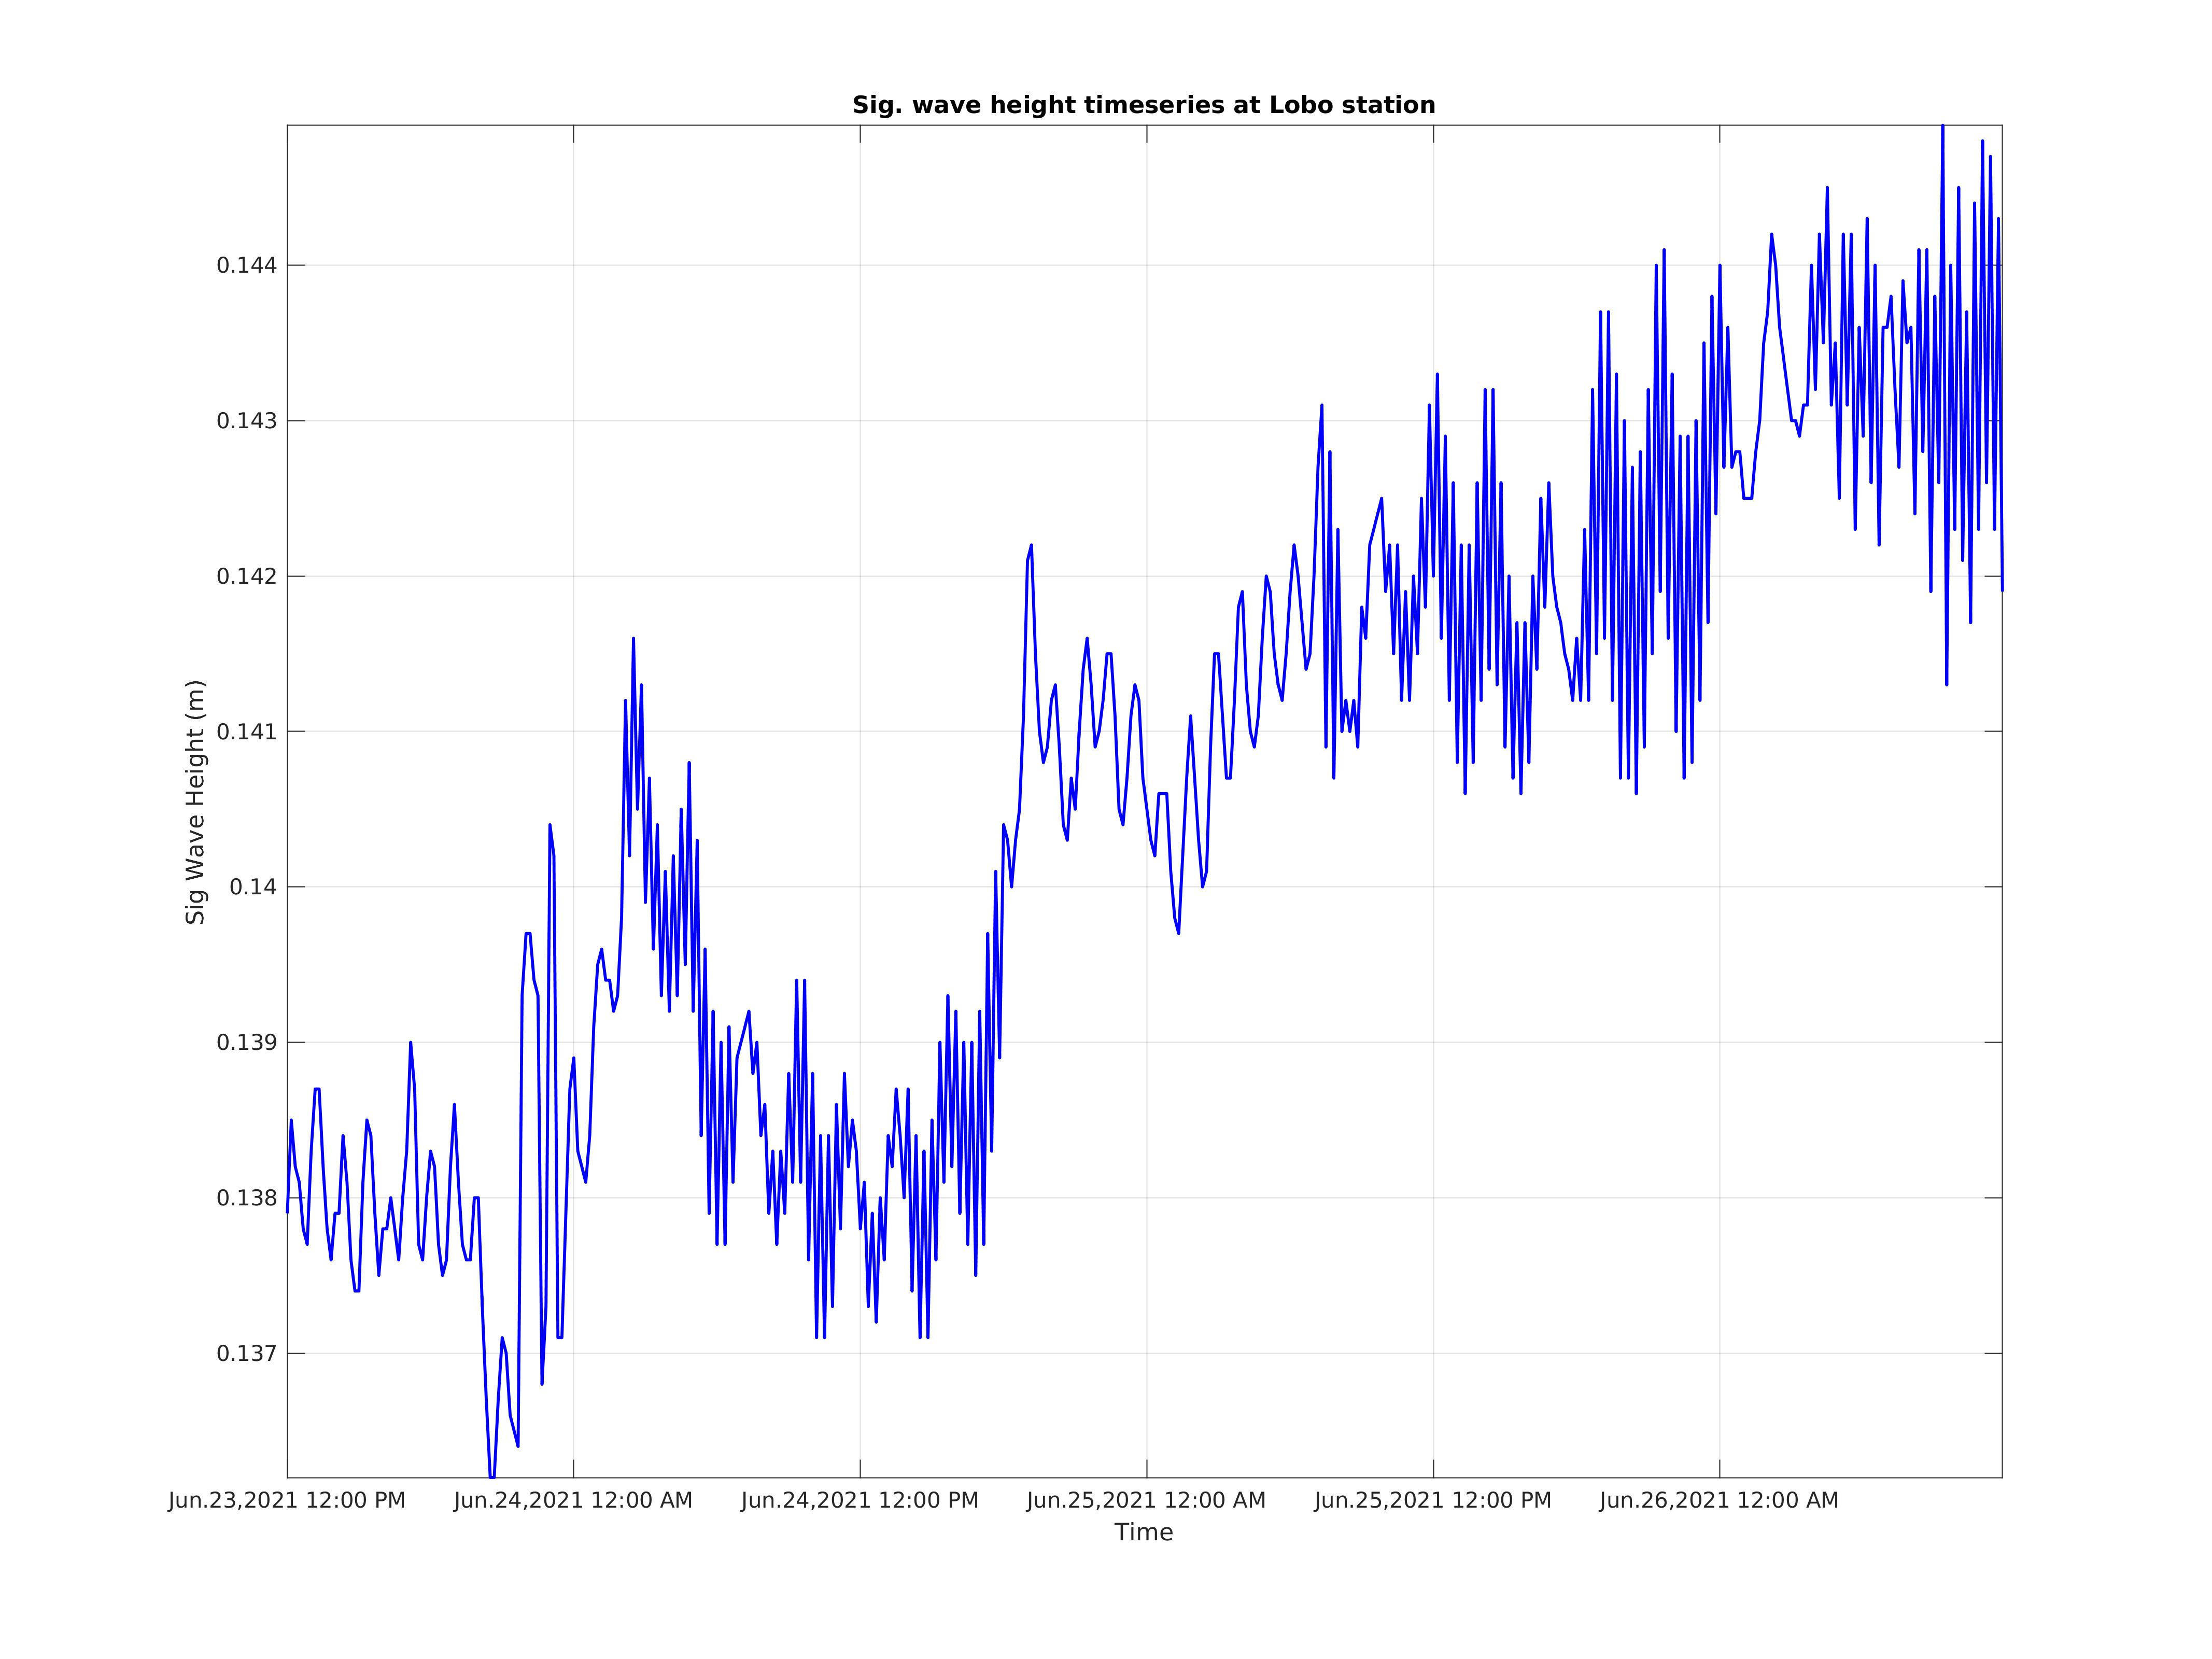 Sig. wave height timeseries at Lobo station
0.144
0.143
0.142
0.141
0.14
0.139
0.138
0.137
Sig Wave Height (m)
Jun.23,2021 12:00 PM
Jun.24,2021 12:00 AM
Jun.24,2021 12:00 PM
Jun.25,2021 12:00 AM
Jun.25,2021 12:00 PM
Jun.26,2021 12:00 AM
Time